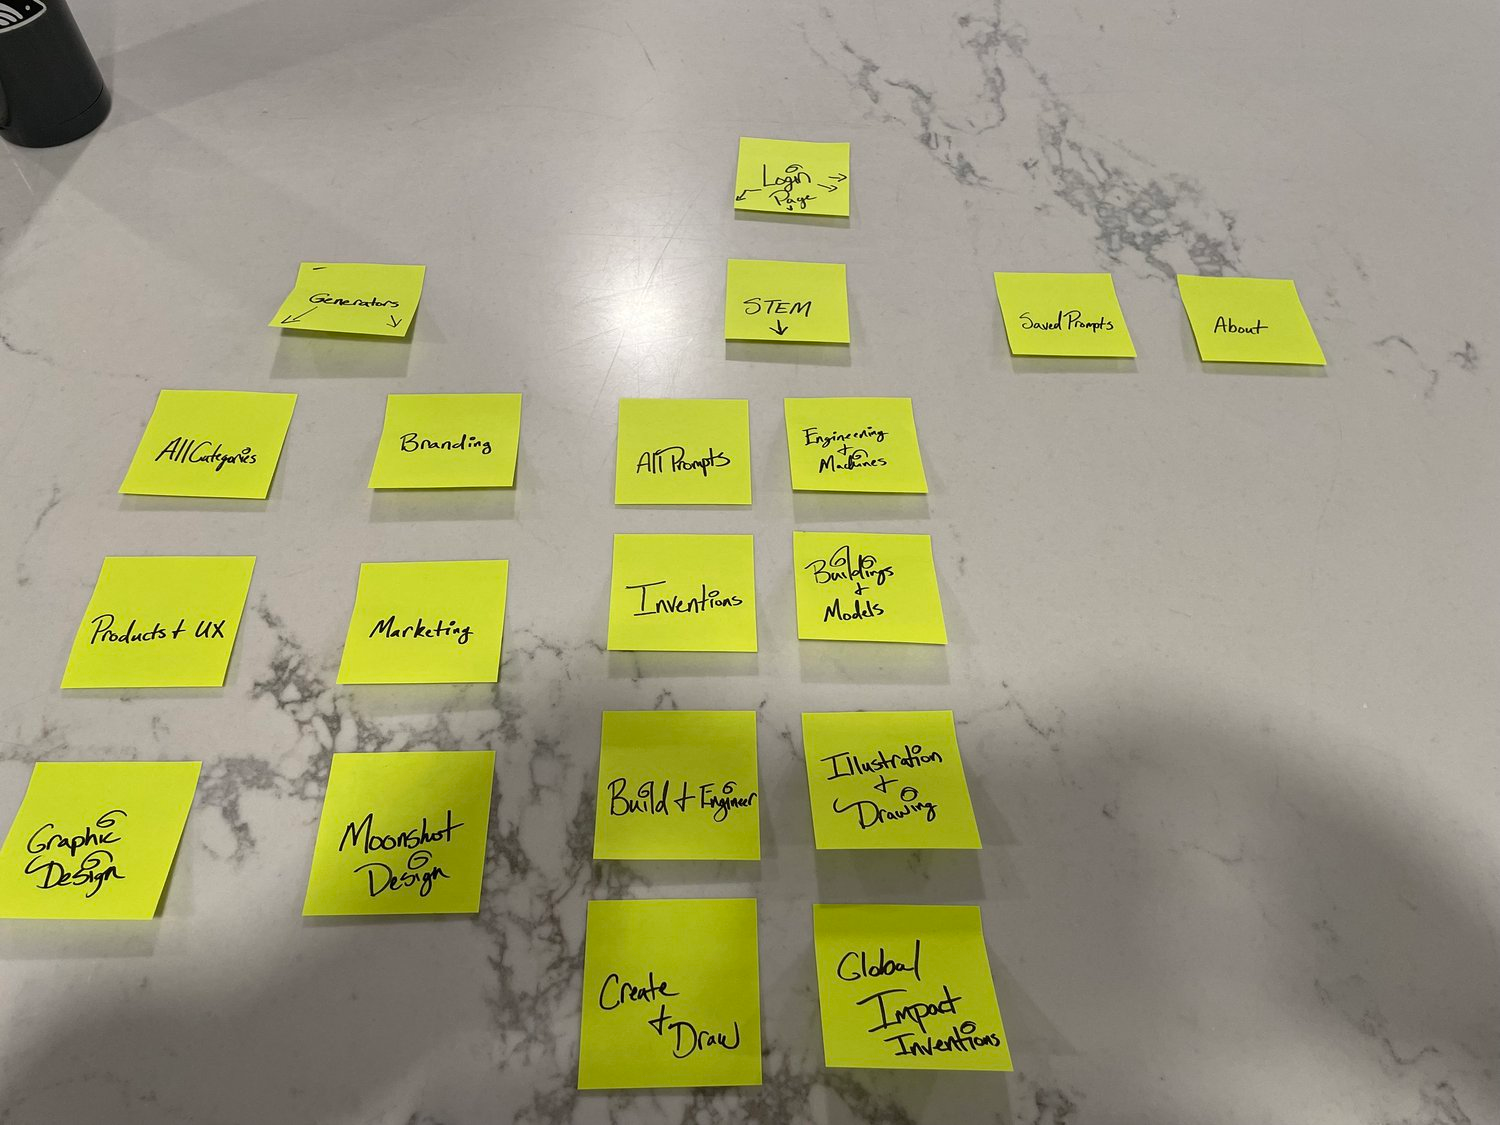 Login
Page
Generators
STEM
Saved Prompts
About
All Categories
Branding
All Prompts
Engineering
+
Machines
Products + UX
Marketing
Inventions
Buildings
+
Models
Graphic
Design
Moonshot
Design
Build + Engineer
Illustration
+
Drawing
Create
+
Draw
Global
Impact
Inventions